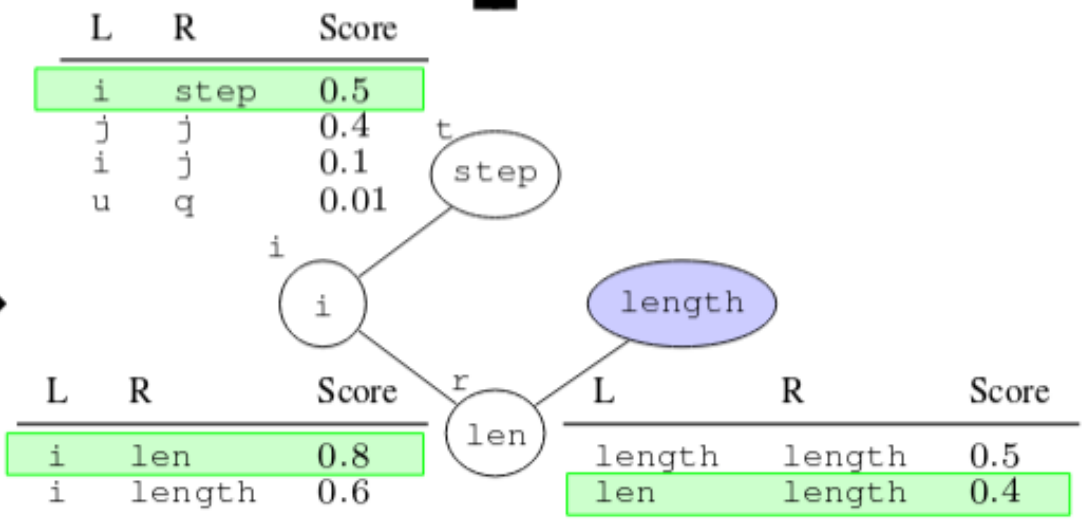 L R Score
i step 0.5
j j 0.4
i j 0.1
u q 0.01
t
step
i
i
length
r
len
L R Score
i len 0.8
i length 0.6
L R Score
length length 0.5
len length 0.4